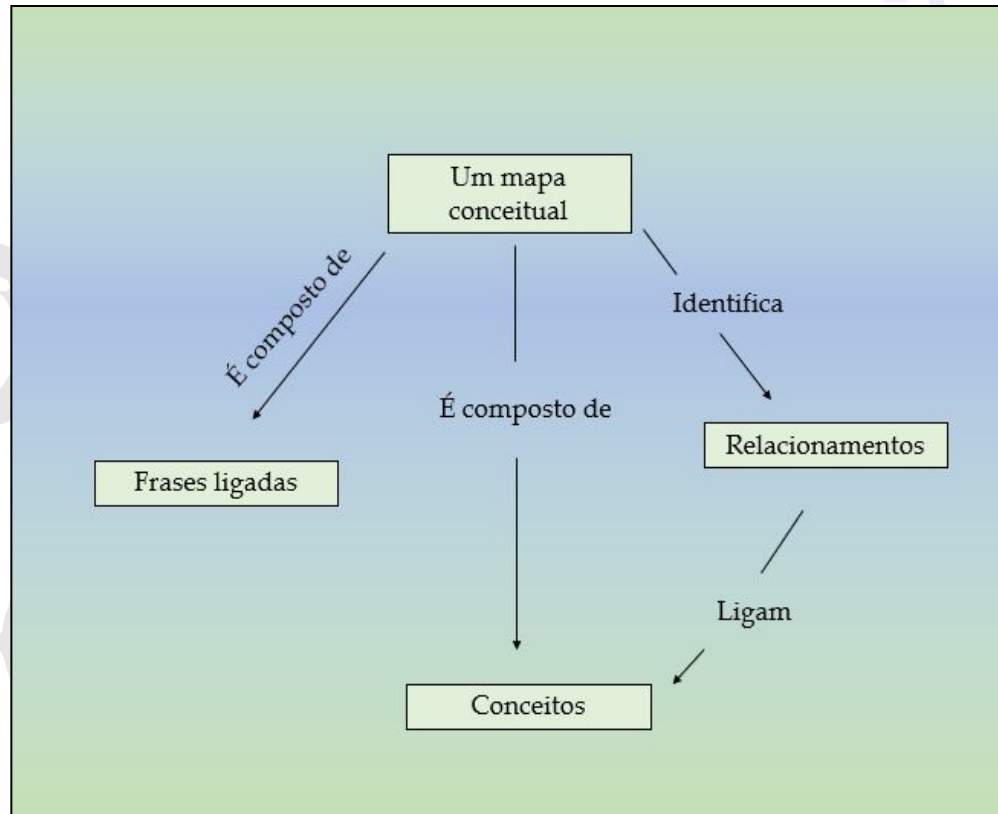 Um mapa
conceitual
É composto de
Identifica
É composto de
Relacionamentos
Frases ligadas
Ligam
Conceitos